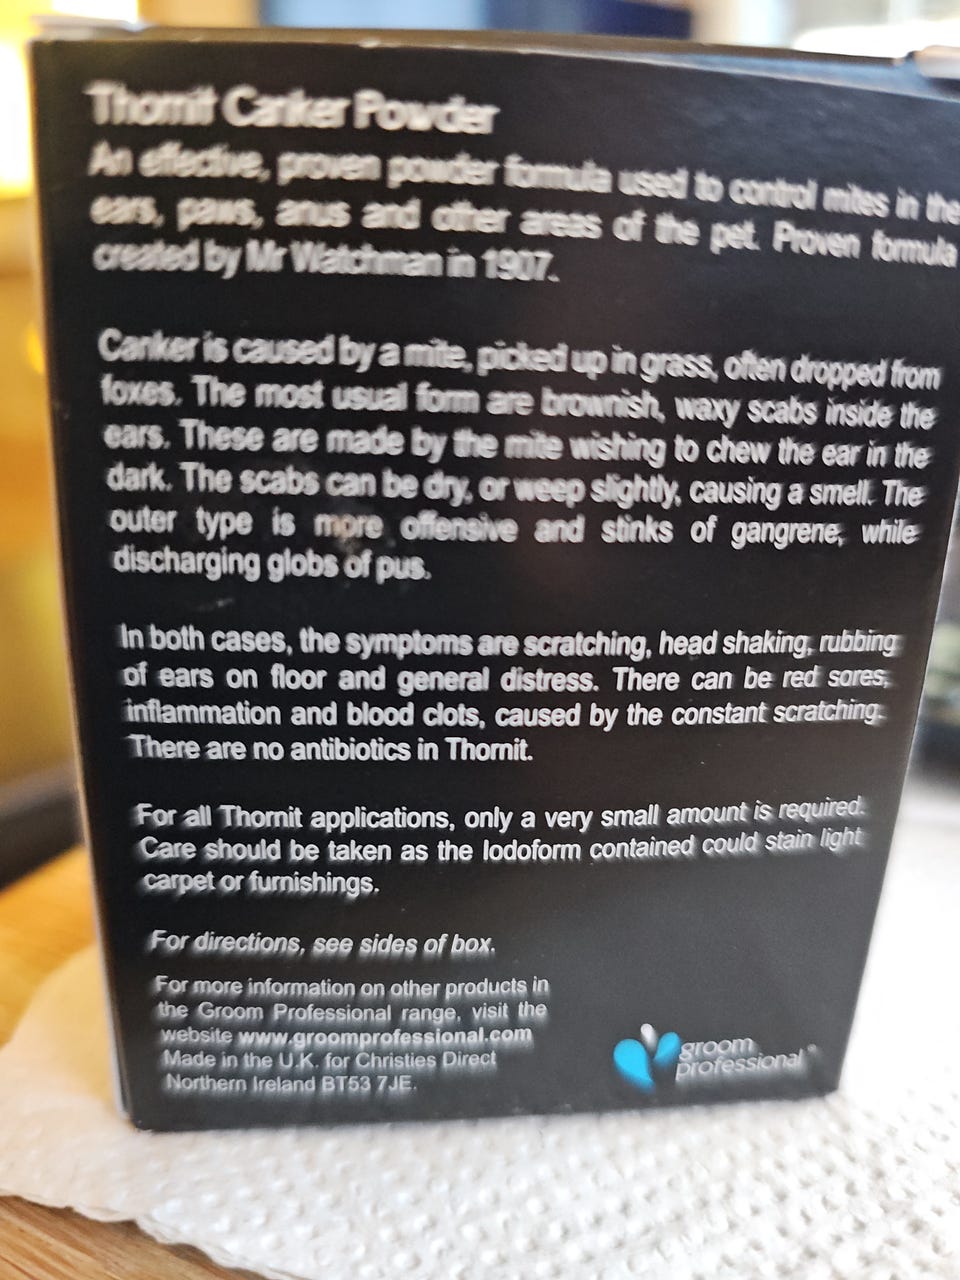 Thornit Canker Powder
An effective, proven powder formula used to control mites in the
ears, paws, anus and other areas of the pet. Proven formula
created by Mr Watchman in 1907.
Canker is caused by a mite, picked up in grass, often dropped from
foxes. The most usual form are brownish, waxy scabs inside the
ears. These are made by the mite wishing to chew the ear in the
dark. The scabs can be dry, or weep slightly, causing a smell. The
outer type is more offensive and stinks of gangrene, while
discharging globs of pus.
In both cases, the symptoms are scratching, head shaking, rubbing
of ears on floor and general distress. There can be red sores,
inflammation and blood clots, caused by the constant scratching.
There are no antibiotics in Thornit.
For all Thornit applications, only a very small amount is required.
Care should be taken as the Iodoform contained could stain light
carpet or furnishings.
For directions, see sides of box.
For more information on other products in
the Groom Professional range, visit the
website www.groomprofessional.com
Made in the U.K. for Christies Direct
Northern Ireland BT53 7JE.
groom
professional